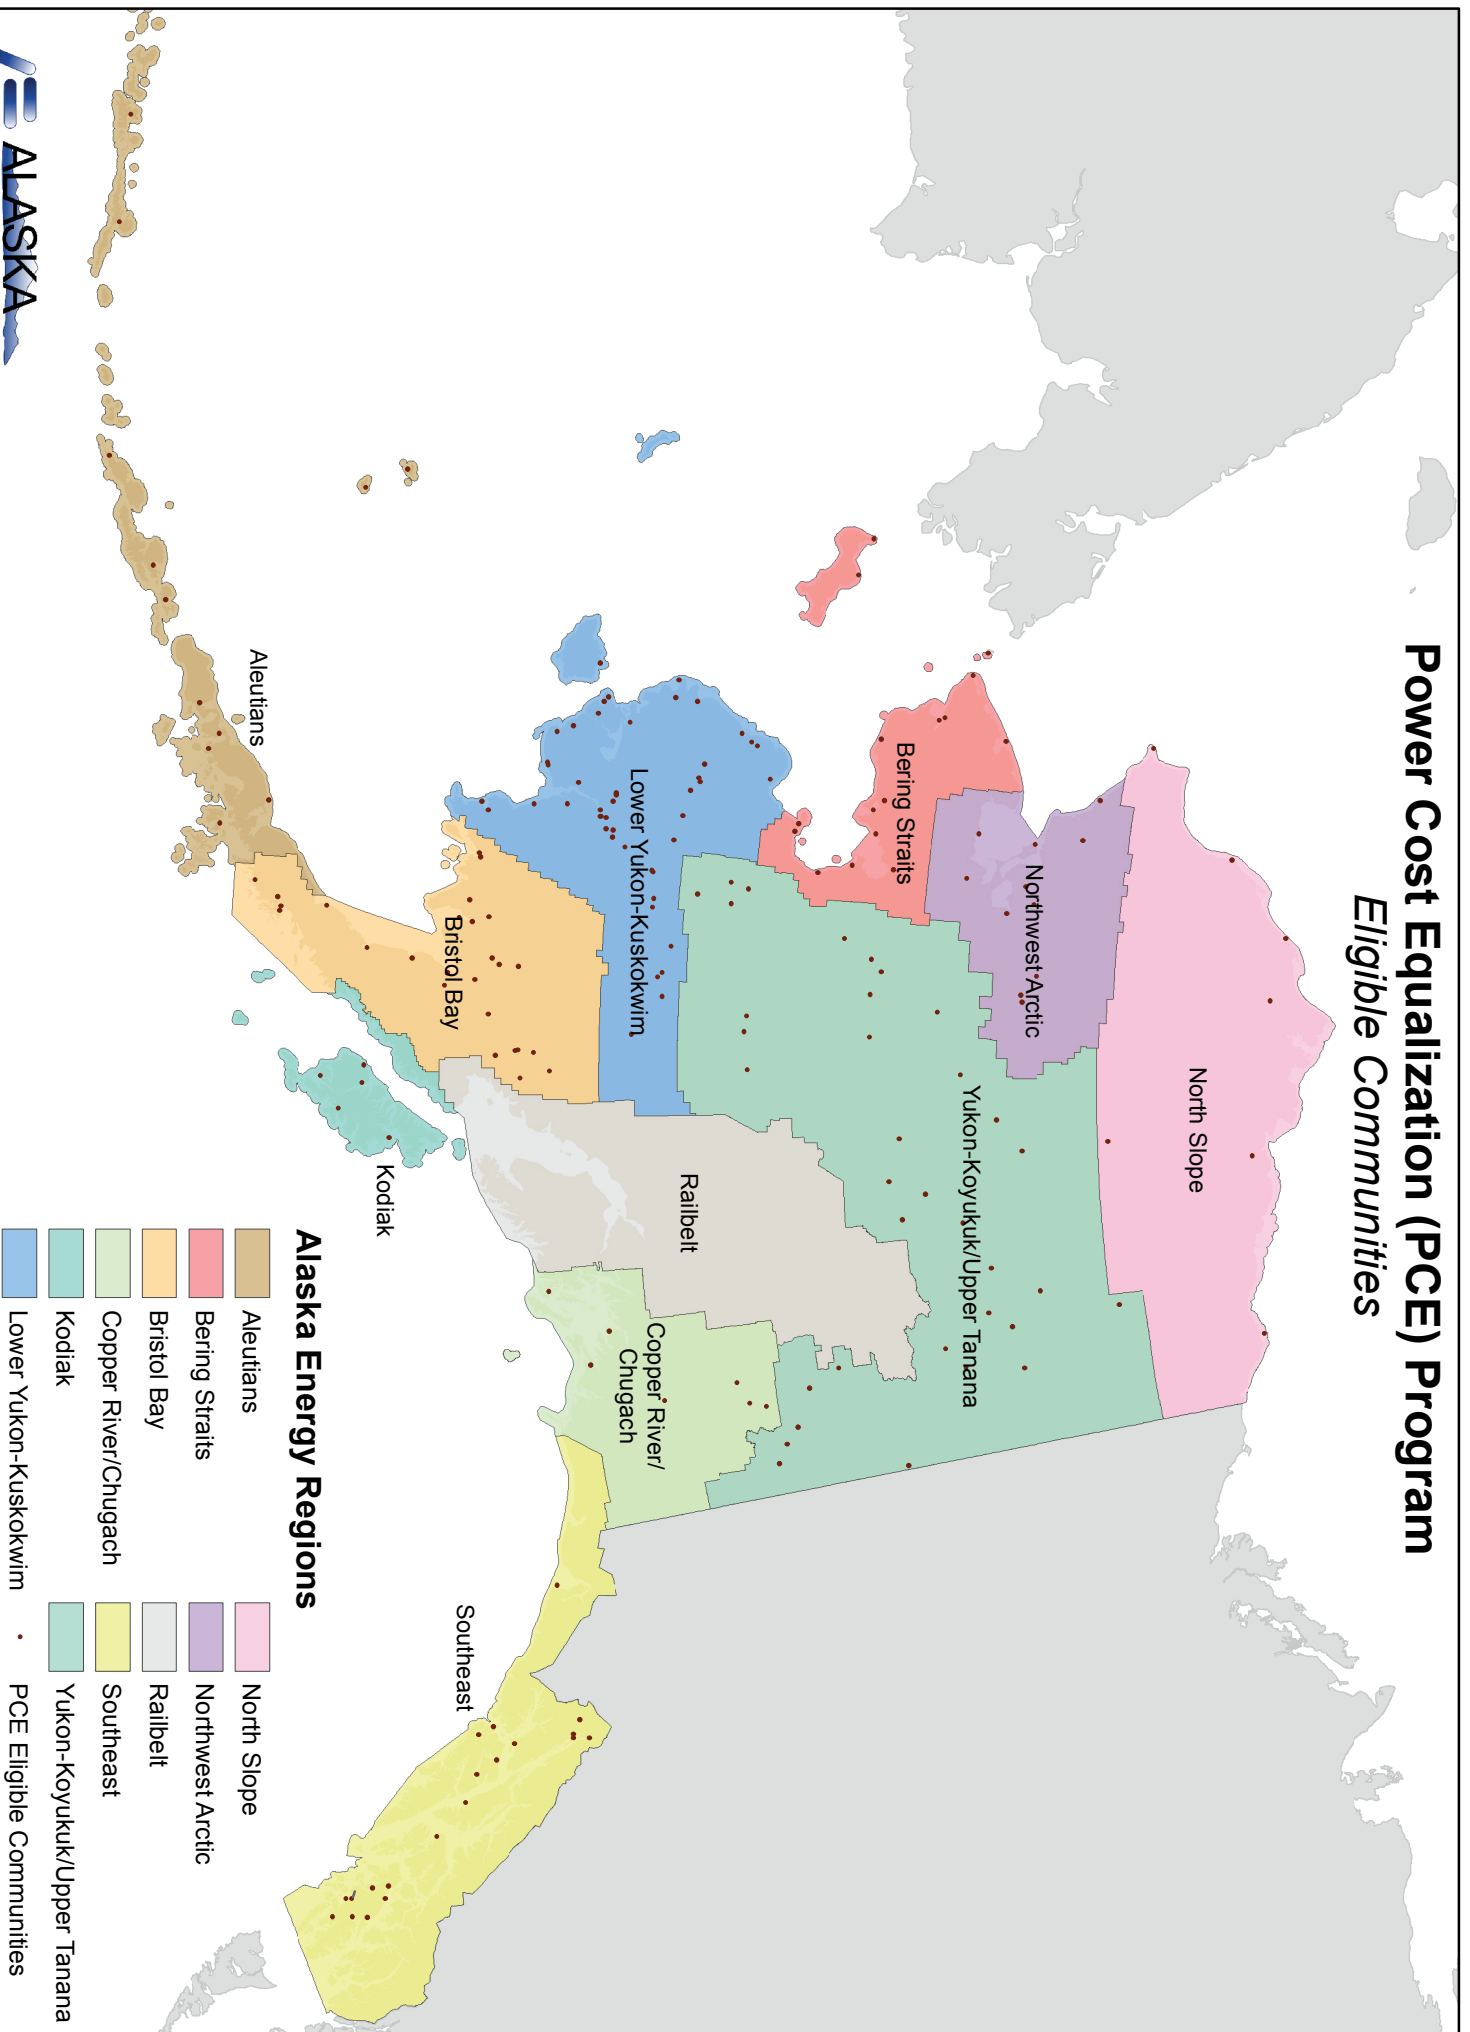 Power Cost Equalization (PCE) Program
Eligible Communities
North Slope
Northwest Arctic
Bering Straits
Yukon-Koyukuk/Upper Tanana
Lower Yukon-Kuskokwim
Railbelt
Copper River/
Chugach
Bristol Bay
Aleutians
Kodiak
Southeast
Alaska Energy Regions
Aleutians
Bering Straits
Bristol Bay
Copper River/Chugach
Kodiak
Lower Yukon-Kuskokwim
North Slope
Northwest Arctic
Railbelt
Southeast
Yukon-Koyukuk/Upper Tanana
PCE Eligible Communities
ALASKA